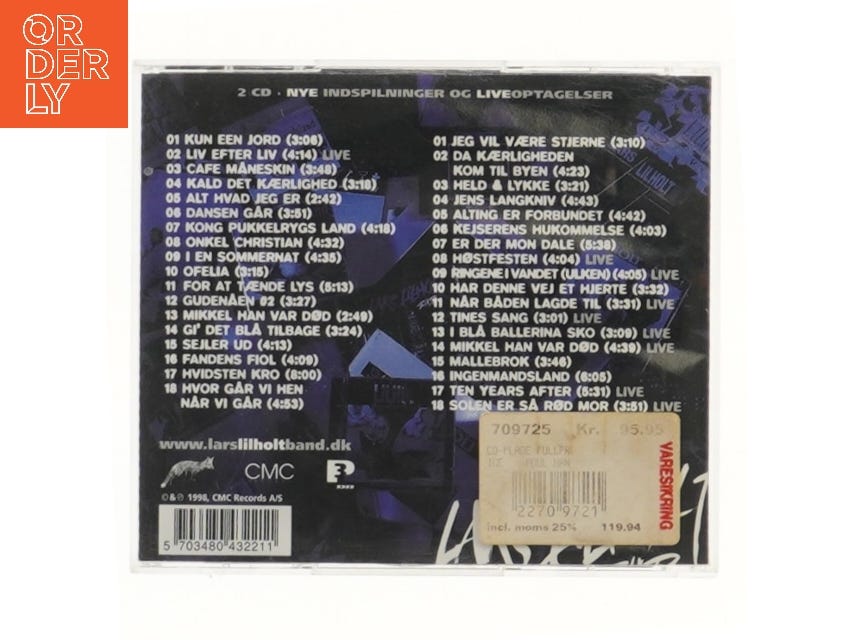 OR
DER
LY
2 CD · NYE INDSPILNINGER OG LIVEOPTAGELSER
01 KUN EEN JORD (3:06)
02 LIV EFTER LIV (4:14) LIVE
03 CAFE MÅNESKIN (3:48)
04 KALD DET KÆRLIGHED (3:18)
05 ALT HVAD JEG ER (2:42)
06 DANSEN GÅR (3:51)
07 KONG PUKKELRYGS LAND (4:18)
08 ONKEL CHRISTIAN (4:32)
09 I EN SOMMERNAT (4:35)
10 OFELIA (3:15)
11 FOR AT TÆNDE LYS (5:13)
12 GUDENÅEN #2 (3:27)
13 MIKKEL HAN VAR DØD (2:49)
14 GI' DET BLÅ TILBAGE (3:24)
15 SEJLER UD (4:13)
16 FANDENS FIOL (4:09)
17 HVIDSTEN KRO (8:00)
18 HVOR GÅR VI HEN
NÅR VI GÅR (4:53)
01 JEG VIL VÆRE STJERNE (3:10)
02 DA KÆRLIGHEDEN
KOM TIL BYEN (4:23)
03 HELD & LYKKE (3:21)
04 JENS LANGKNIV (4:43)
05 ALTING ER FORBUNDET (4:42)
06 KEJSERENS HUKOMMELSE (4:03)
07 ER DER MON DALE (5:38)
08 HØSTFESTEN (4:04) LIVE
09 RINGENE I VANDET (ULKEN) (4:05) LIVE
10 HAR DENNE VEJ ET HJERTE (3:32)
11 NÅR BÅDEN LAGDE TIL (3:31) LIVE
12 TINES SANG (3:01) LIVE
13 I BLÅ BALLERINA SKO (3:09) LIVE
14 MIKKEL HAN VAR DØD (4:39) LIVE
15 MALLEBROK (3:46)
16 INGENMANDSLAND (6:05)
17 TEN YEARS AFTER (5:31) LIVE
18 SOLEN ER SÅ RØD MOR (3:51) LIVE
www.larslilholtband.dk
CMC
© & ℗ 1998, CMC Records A/S
5 703480 432211
709725 Kr. 95.95
CD-PLADE
2270 9721
incl. moms 25% 119.94
VARESIKRING
LILHOLT